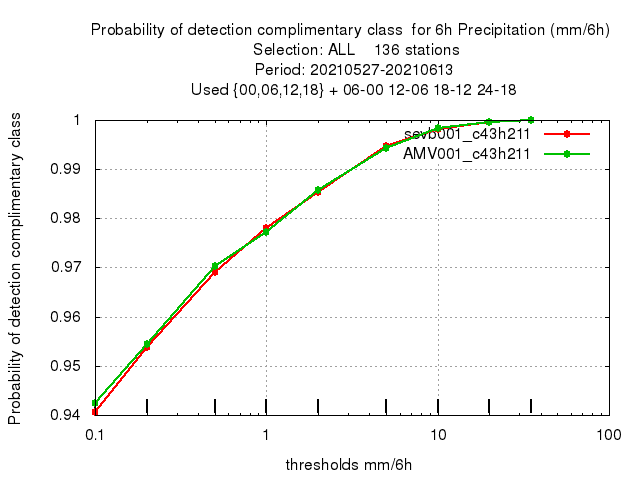 Probability of detection complimentary class for 6h Precipitation (mm/6h)
Selection: ALL 136 stations
Period: 20210527-20210613
Used {00,06,12,18} + 06-00 12-06 18-12 24-18
Probability of detection complimentary class
1
0.99
0.98
0.97
0.96
0.95
0.94
sevb001_c43h211
AMV001_c43h211
0.1
1
10
100
thresholds mm/6h